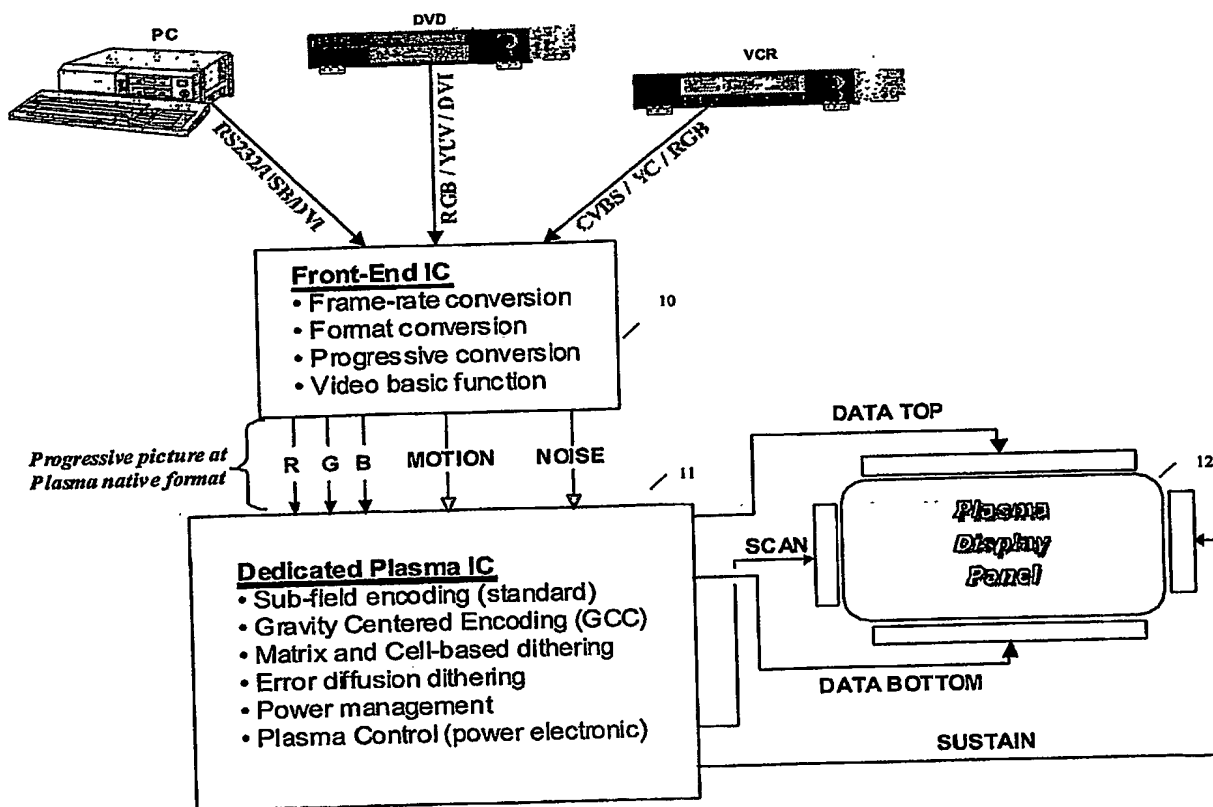 PC
DVD
VCR
RS232/USB/DVI
RGB / YUV / DVI
CVBS / YC / RGB
Front-End IC
• Frame-rate conversion
• Format conversion
• Progressive conversion
• Video basic function
10
Progressive picture at
Plasma native format
R G B MOTION NOISE
11
DATA TOP
12
Plasma
Display
Panel
SCAN
Dedicated Plasma IC
• Sub-field encoding (standard)
• Gravity Centered Encoding (GCC)
• Matrix and Cell-based dithering
• Error diffusion dithering
• Power management
• Plasma Control (power electronic)
DATA BOTTOM
SUSTAIN